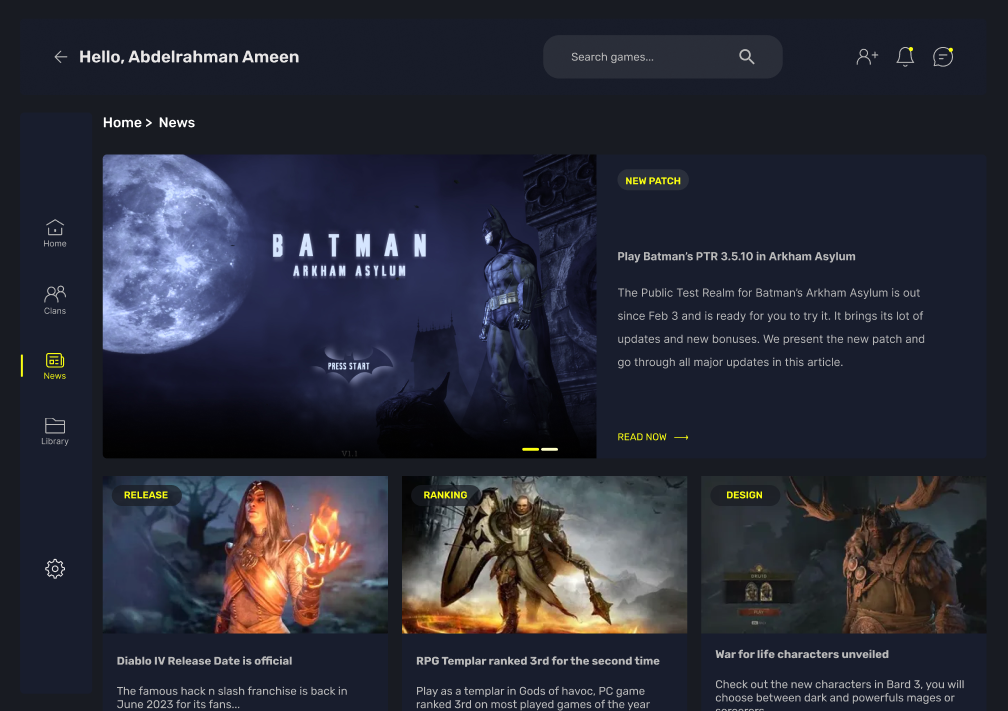 Hello, Abdelrahman Ameen
Search games...
Home > News
Home
Clans
News
Library
BATMAN
ARKHAM ASYLUM
PRESS START
V1.1
NEW PATCH
Play Batman's PTR 3.5.10 in Arkham Asylum
The Public Test Realm for Batman's Arkham Asylum is out
since Feb 3 and is ready for you to try it. It brings its lot of
updates and new bonuses. We present the new patch and
go through all major updates in this article.
READ NOW
RELEASE
Diablo IV Release Date is official
The famous hack n slash franchise is back in
June 2023 for its fans...
RANKING
RPG Templar ranked 3rd for the second time
Play as a templar in Gods of havoc, PC game
ranked 3rd on most played games of the year
DESIGN
DRUID
War for life characters unveiled
Check out the new characters in Bard 3, you will
choose between dark and powerfuls mages or
sorcerers